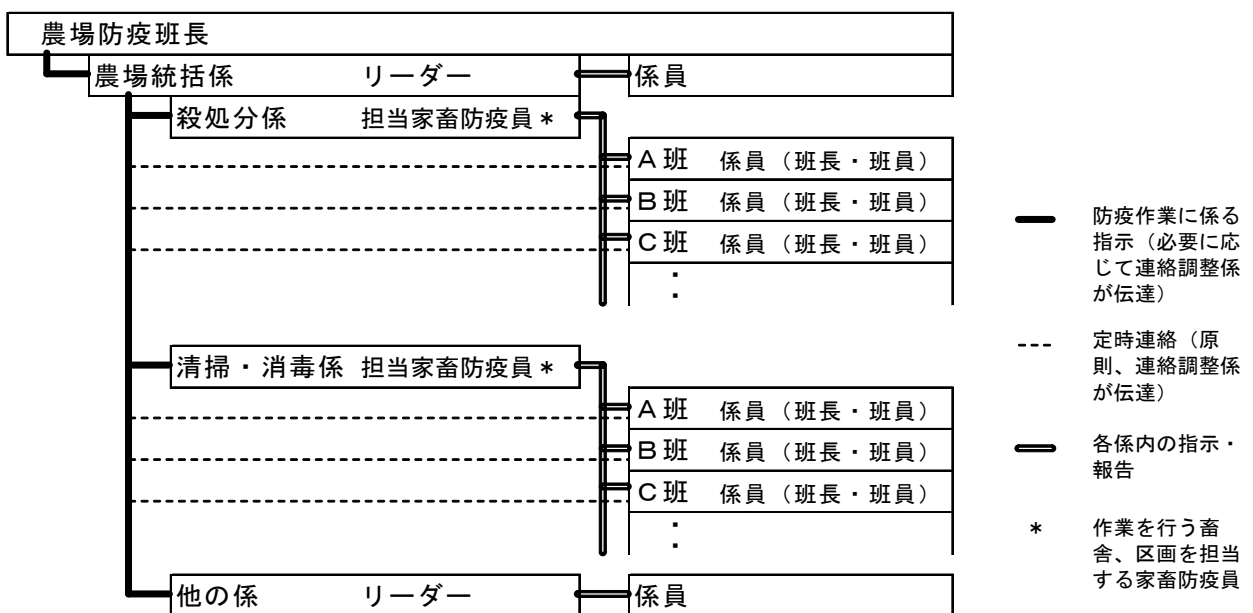 農場防疫班長
農場統括係 リーダー 係員
殺処分係 担当家畜防疫員＊
Ａ班 係員（班長・班員）
Ｂ班 係員（班長・班員）
Ｃ班 係員（班長・班員）
：
清掃・消毒係 担当家畜防疫員＊
Ａ班 係員（班長・班員）
Ｂ班 係員（班長・班員）
Ｃ班 係員（班長・班員）
：
他の係 リーダー 係員
防疫作業に係る
指示（必要に応
じて連絡調整係
が伝達）
定時連絡（原
則、連絡調整係
が伝達）
各係内の指示・
報告
＊ 作業を行う畜
舎、区画を担当
する家畜防疫員